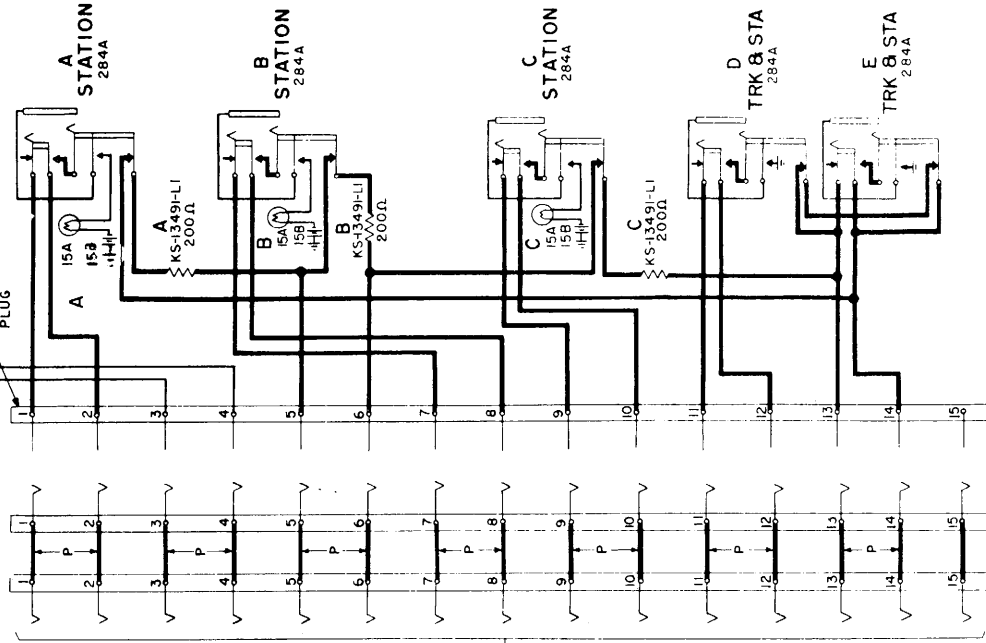 A
STATION
284A
B
STATION
284A
C
STATION
284A
D
TRK & STA
284A
E
TRK & STA
284A
15A
15B
A
KS-13491-L1
200Ω
A
B
15A
15B
B
KS-13491-L1
200Ω
C
15A
15B
C
KS-13491-L1
200Ω
PLUG
1
2
3
4
5
6
7
8
9
10
11
12
13
14
15
1
2
3
4
5
6
7
8
9
10
11
12
13
14
15
P
P
P
P
P
P
P
1
2
3
4
5
6
7
8
9
10
11
12
13
14
15